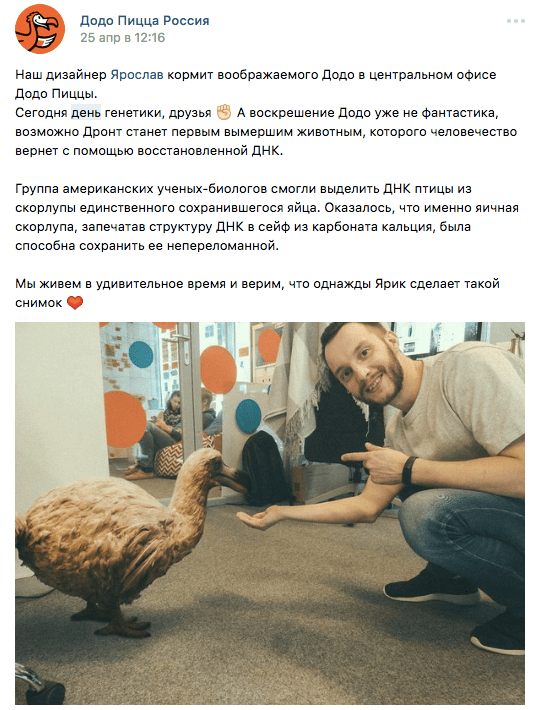 Додо Пицца Россия
25 апр в 12:16
Наш дизайнер Ярослав кормит воображаемого Додо в центральном офисе
Додо Пиццы.
Сегодня день генетики, друзья ✊🏻 А воскрешение Додо уже не фантастика,
возможно Дронт станет первым вымершим животным, которого человечество
вернет с помощью восстановленной ДНК.
Группа американских ученых-биологов смогли выделить ДНК птицы из
скорлупы единственного сохранившегося яйца. Оказалось, что именно яичная
скорлупа, запечатав структуру ДНК в сейф из карбоната кальция, была
способна сохранить ее непереломанной.
Мы живем в удивительное время и верим, что однажды Ярик сделает такой
снимок ❤️